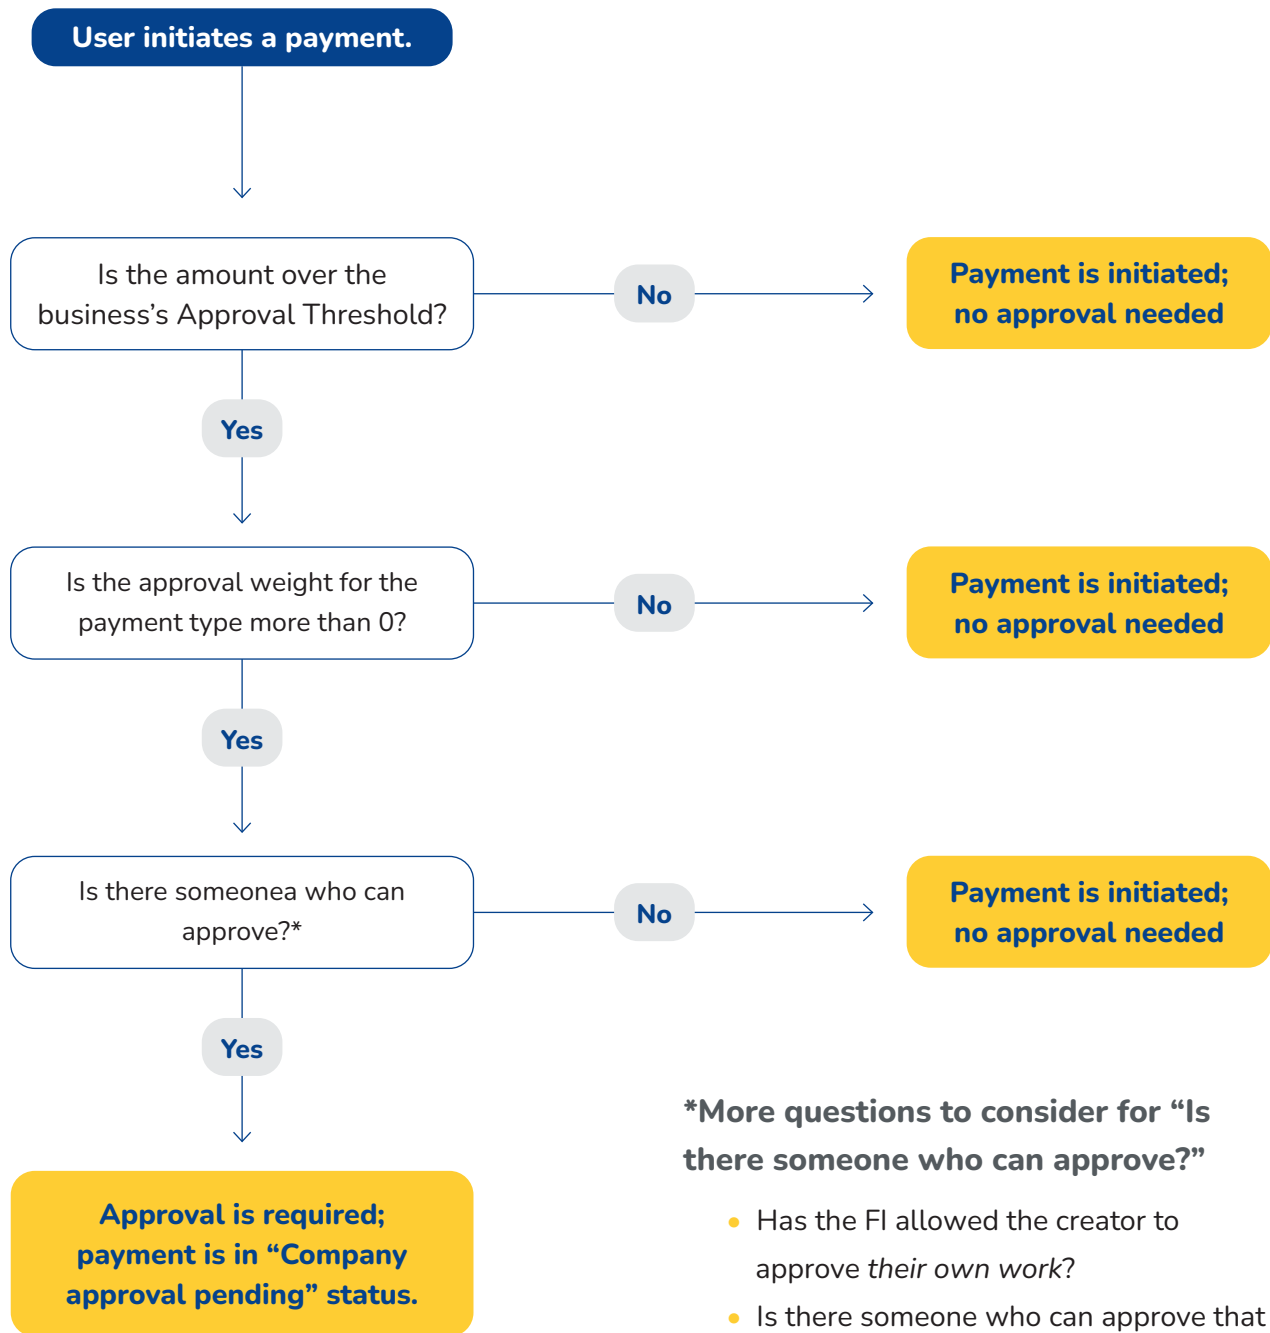 User initiates a payment.
Is the amount over the
business’s Approval Threshold?
No
Payment is initiated;
no approval needed
Yes
Is the approval weight for the
payment type more than 0?
No
Payment is initiated;
no approval needed
Yes
Is there someonea who can
approve?*
No
Payment is initiated;
no approval needed
Yes
Approval is required;
payment is in “Company
approval pending” status.
*More questions to consider for “Is
there someone who can approve?”
• Has the FI allowed the creator to
approve their own work?
• Is there someone who can approve that